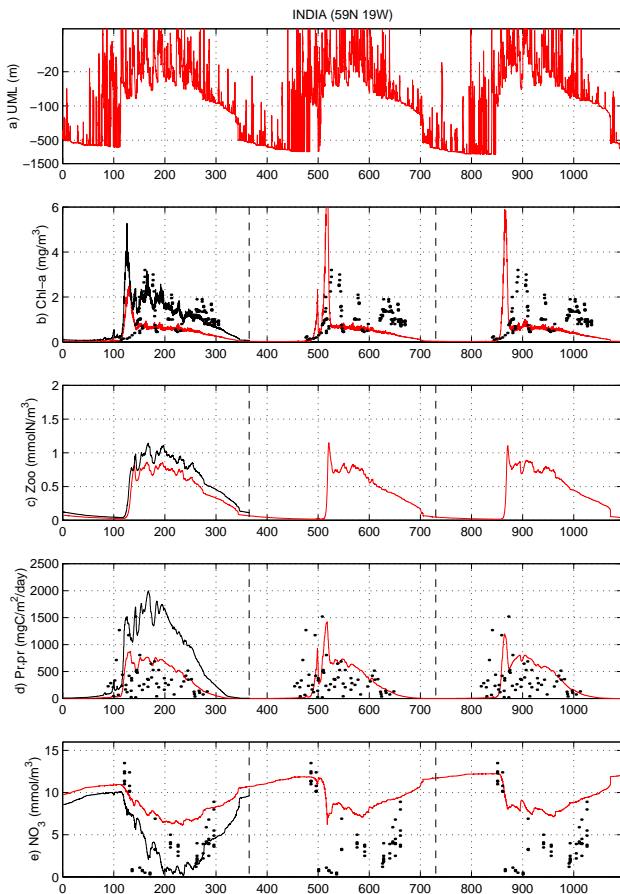 INDIA (59N 19W)
a) UML (m)
−20
−100
−500
−1500
0 100 200 300 400 500 600 700 800 900 1000
b) Chl−a (mg/m³)
6
4
2
0
0 100 200 300 400 500 600 700 800 900 1000
c) Zoo (mmolN/m³)
2
1.5
1
0.5
0
0 100 200 300 400 500 600 700 800 900 1000
d) Pr.pr (mgC/m²/day)
2500
2000
1500
1000
500
0
0 100 200 300 400 500 600 700 800 900 1000
e) NO₃ (mmol/m³)
15
10
5
0
0 100 200 300 400 500 600 700 800 900 1000